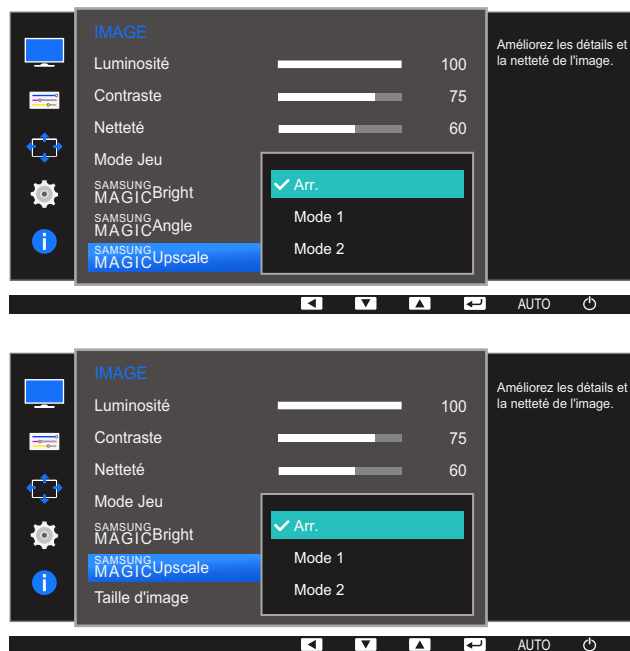 IMAGE
Améliorez les détails et
la netteté de l'image.
Luminosité 100
Contraste 75
Netteté 60
Mode Jeu
SAMSUNG
MAGICBright
Arr.
SAMSUNG
MAGICAngle
Mode 1
SAMSUNG
MAGICUpscale
Mode 2
AUTO
IMAGE
Améliorez les détails et
la netteté de l'image.
Luminosité 100
Contraste 75
Netteté 60
Mode Jeu
SAMSUNG
MAGICBright
Arr.
SAMSUNG
MAGICUpscale
Mode 1
Taille d'image
Mode 2
AUTO